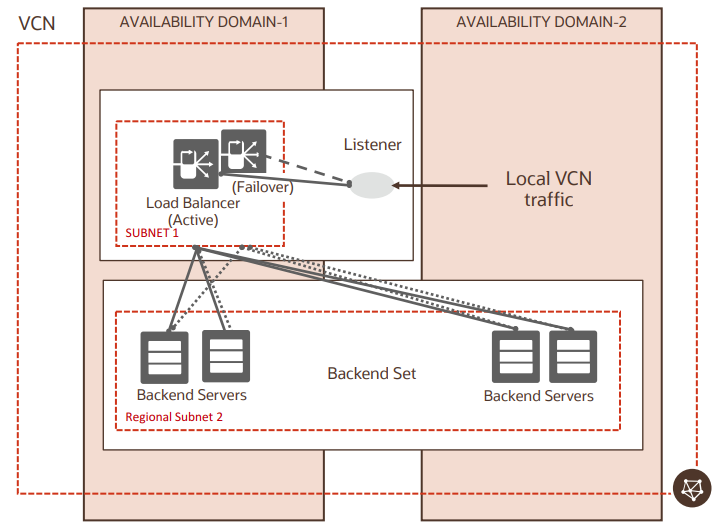 VCN
AVAILABILITY DOMAIN-1
AVAILABILITY DOMAIN-2
Listener
(Failover)
Load Balancer
(Active)
SUBNET 1
Local VCN
traffic
Backend Set
Backend Servers
Backend Servers
Regional Subnet 2